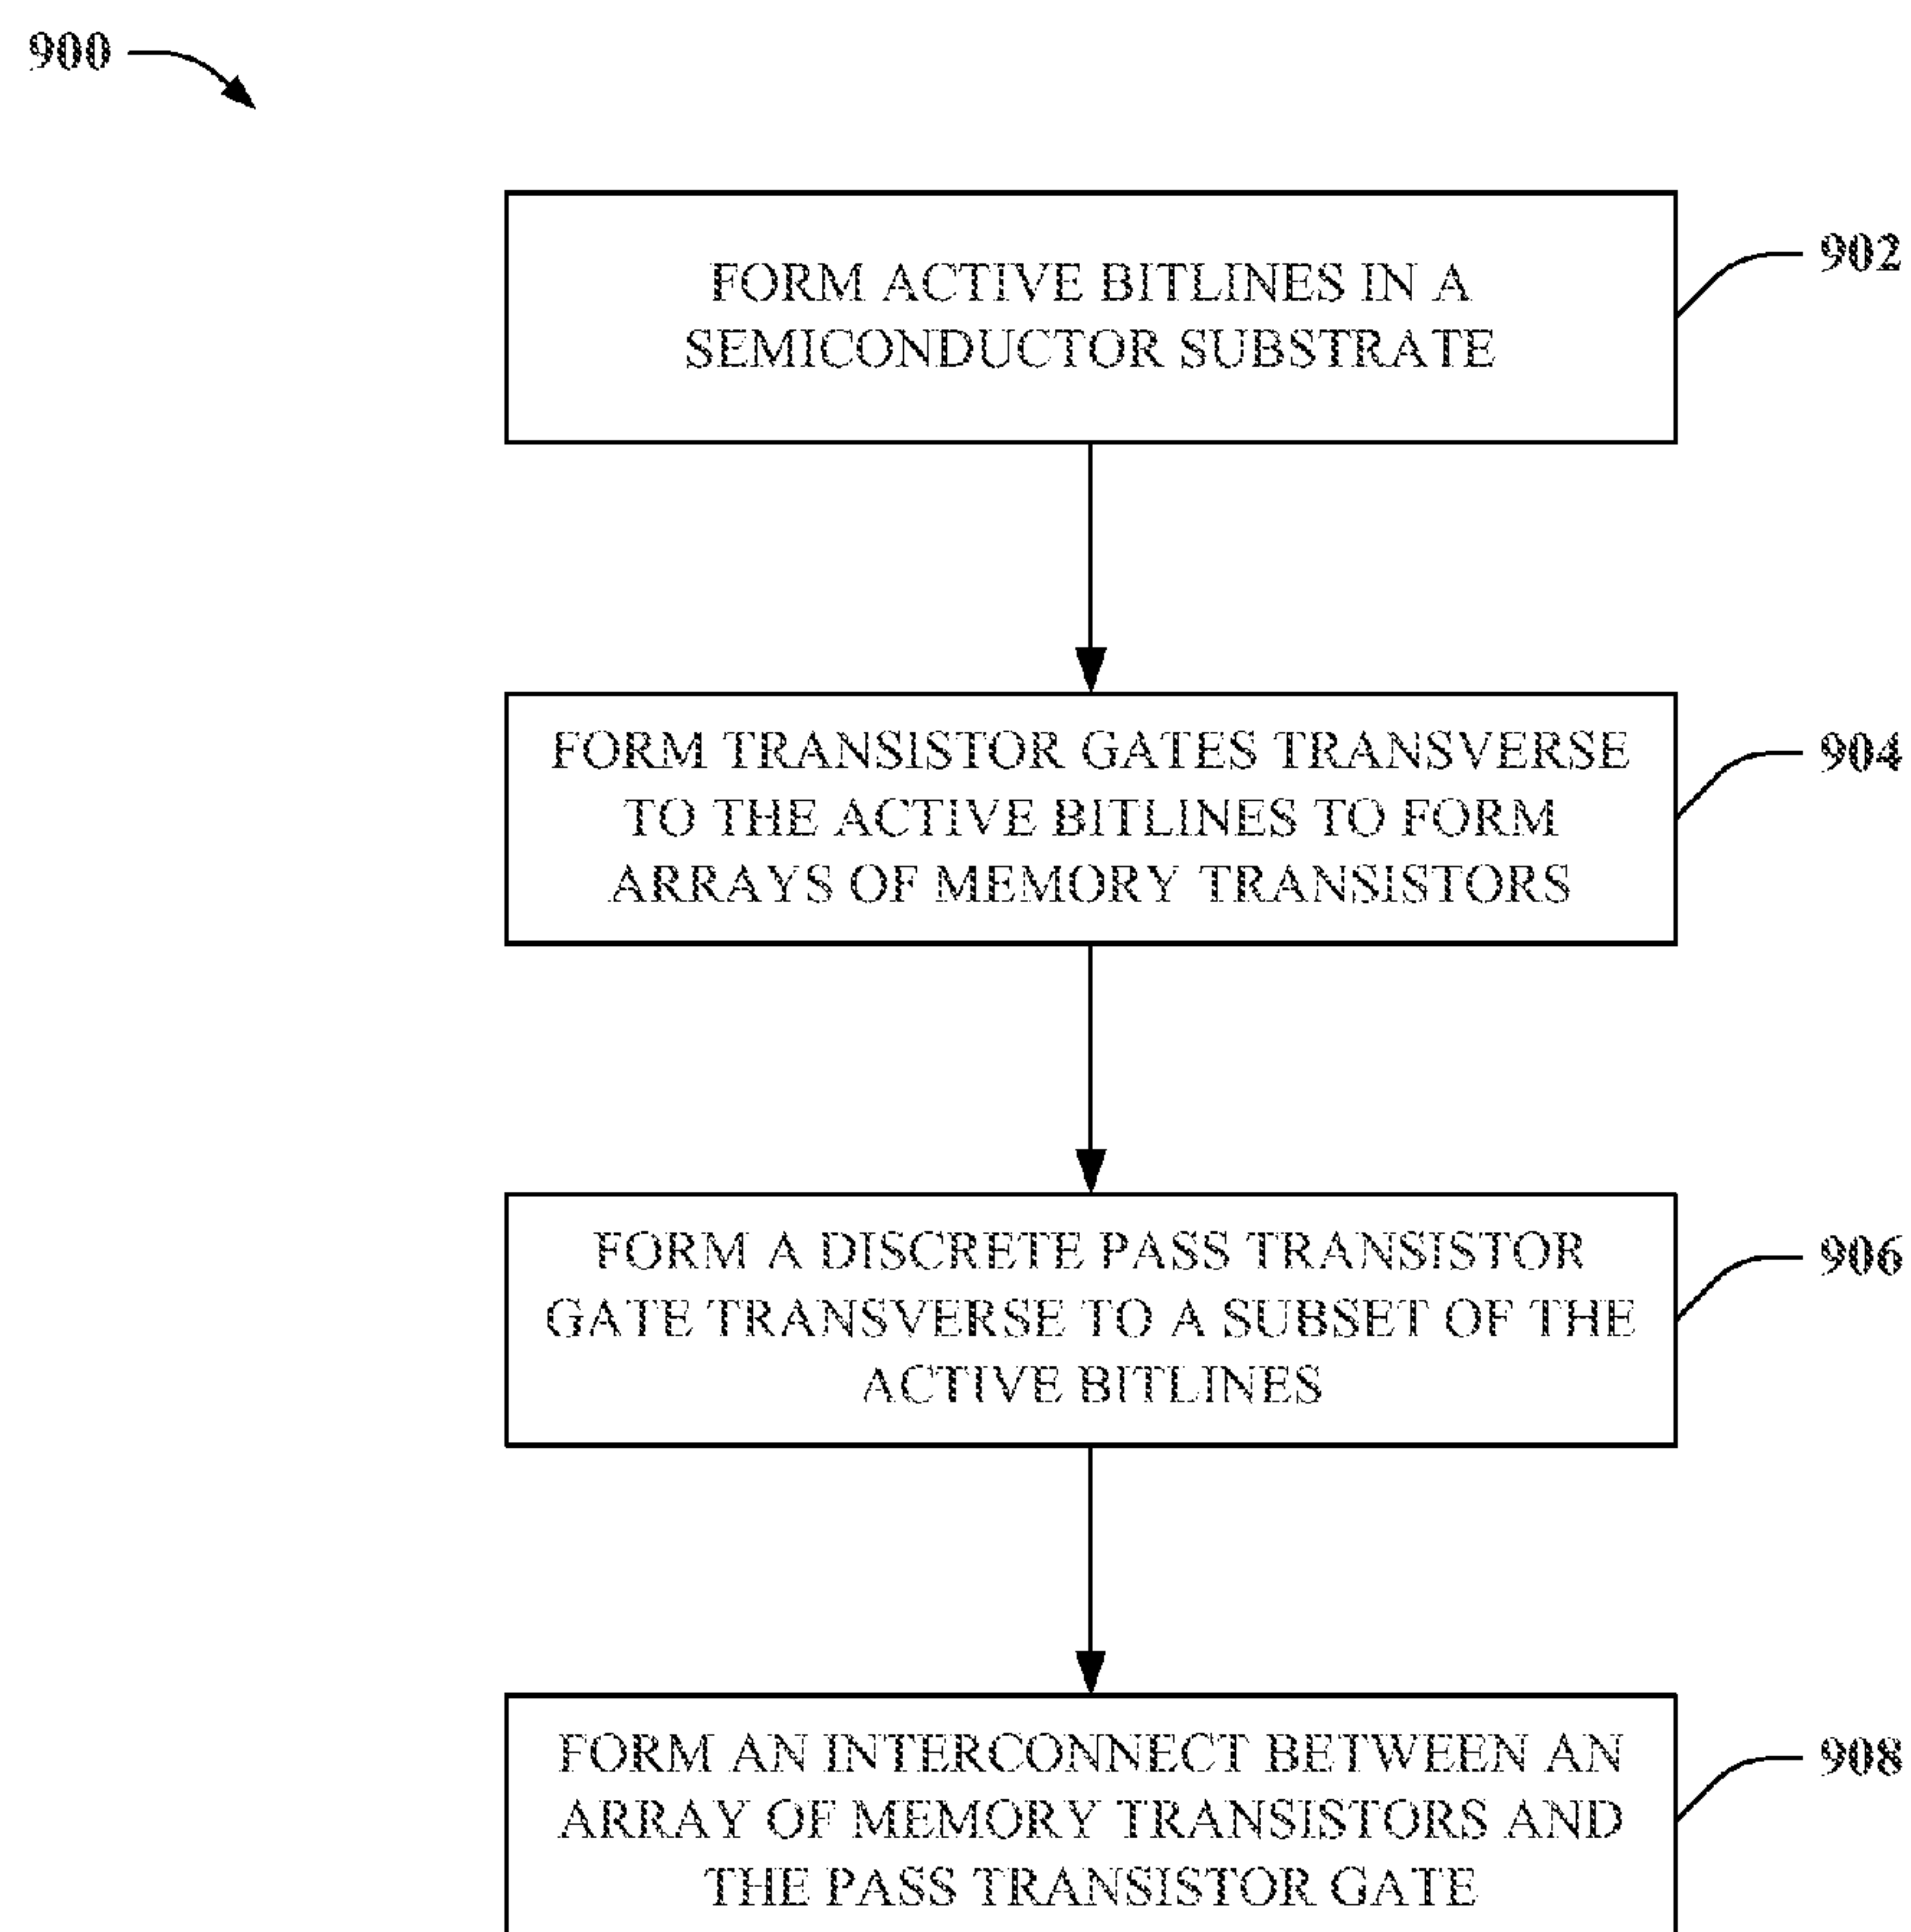 900
FORM ACTIVE BITLINES IN A
SEMICONDUCTOR SUBSTRATE
902
FORM TRANSISTOR GATES TRANSVERSE
TO THE ACTIVE BITLINES TO FORM
ARRAYS OF MEMORY TRANSISTORS
904
FORM A DISCRETE PASS TRANSISTOR
GATE TRANSVERSE TO A SUBSET OF THE
ACTIVE BITLINES
906
FORM AN INTERCONNECT BETWEEN AN
ARRAY OF MEMORY TRANSISTORS AND
THE PASS TRANSISTOR GATE
908